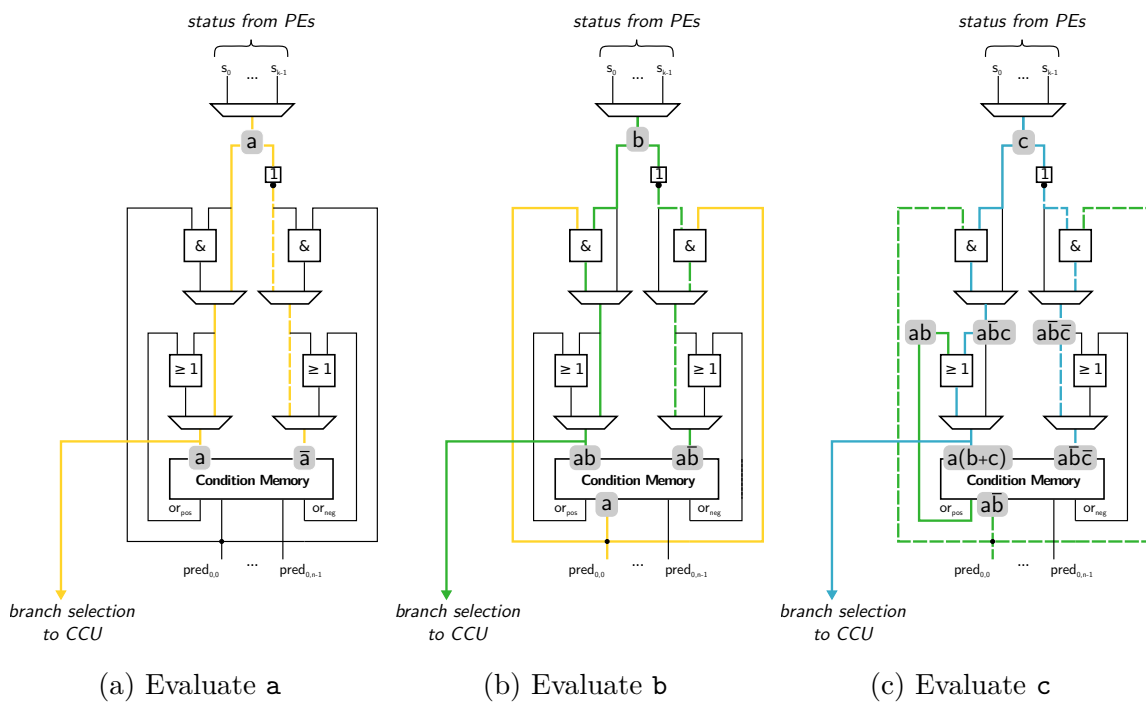 status from PEs
s0 ... sk-1
a
1
& &
≥ 1 ≥ 1
a a̅
Condition Memory
orpos orneg
pred0,0 ... pred0,n-1
branch selection
to CCU
(a) Evaluate a
status from PEs
s0 ... sk-1
b
1
& &
≥ 1 ≥ 1
ab ab̅
Condition Memory
orpos a orneg
pred0,0 ... pred0,n-1
branch selection
to CCU
(b) Evaluate b
status from PEs
s0 ... sk-1
c
1
& &
ab ab̅c ab̅c̅
≥ 1 ≥ 1
a(b+c) ab̅c̅
Condition Memory
orpos ab̅ orneg
pred0,0 ... pred0,n-1
branch selection
to CCU
(c) Evaluate c